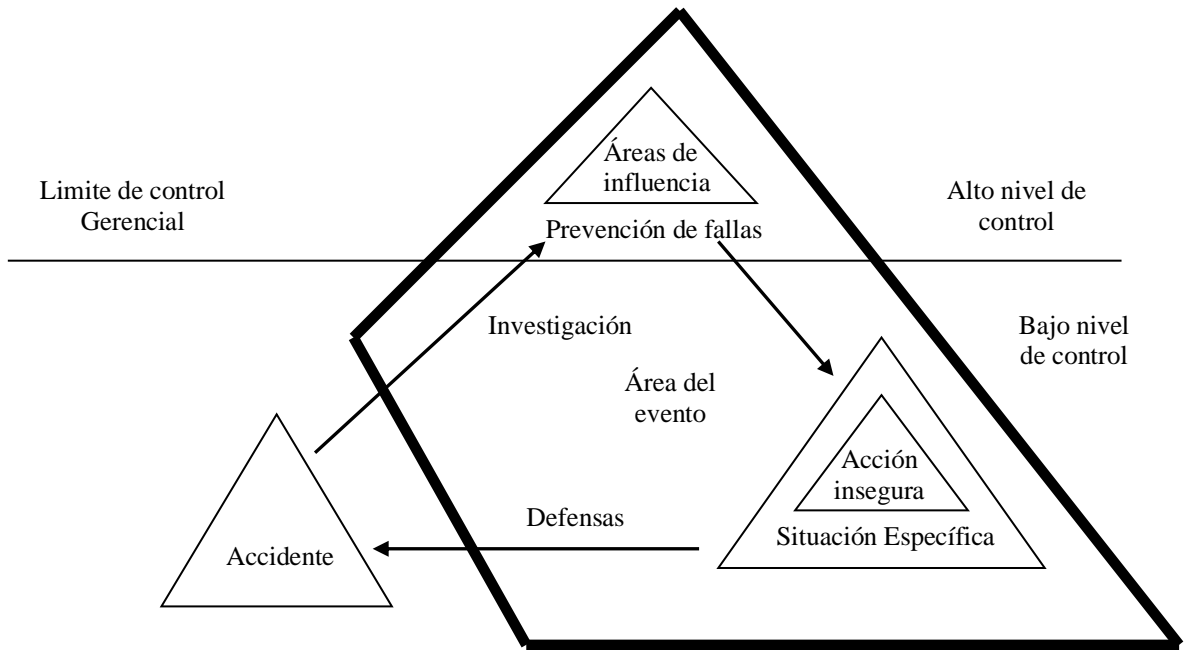 Áreas de
influencia
Limite de control
Gerencial
Alto nivel de
control
Prevención de fallas
Investigación
Bajo nivel
de control
Área del
evento
Acción
insegura
Defensas
Situación Específica
Accidente